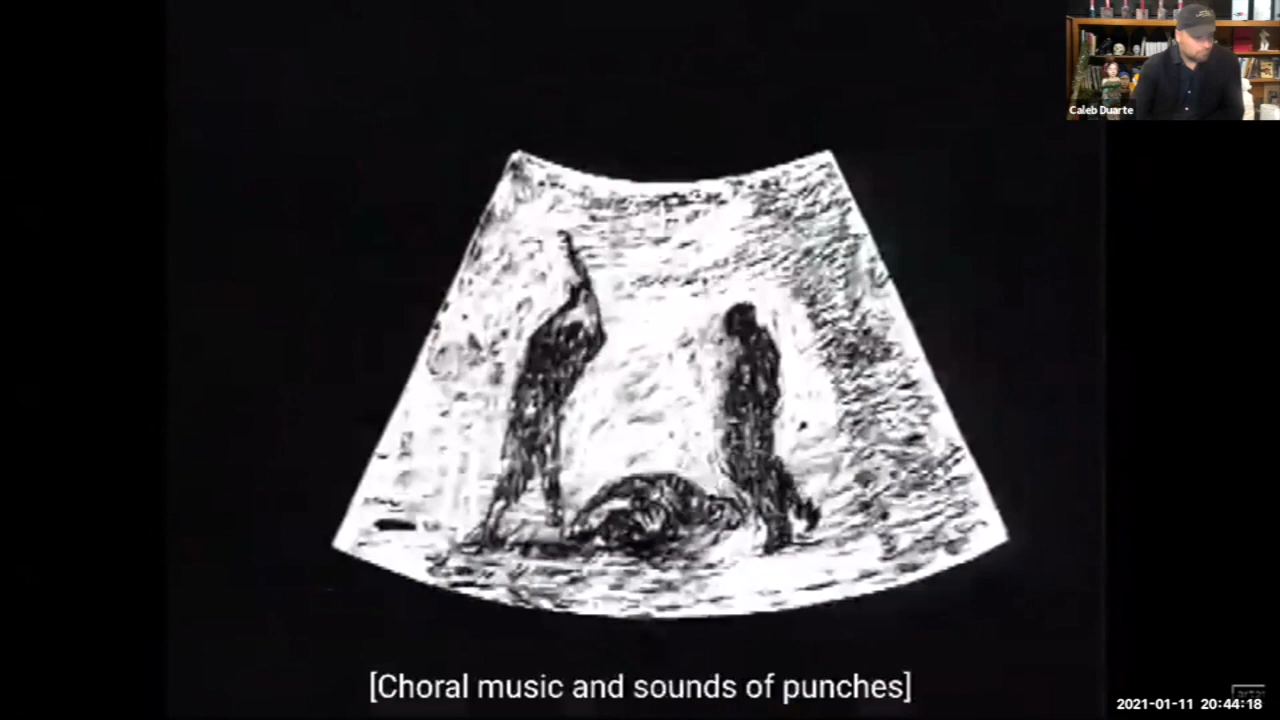 Caleb Duarte
[Choral music and sounds of punches]
2021-01-11 20:44:18